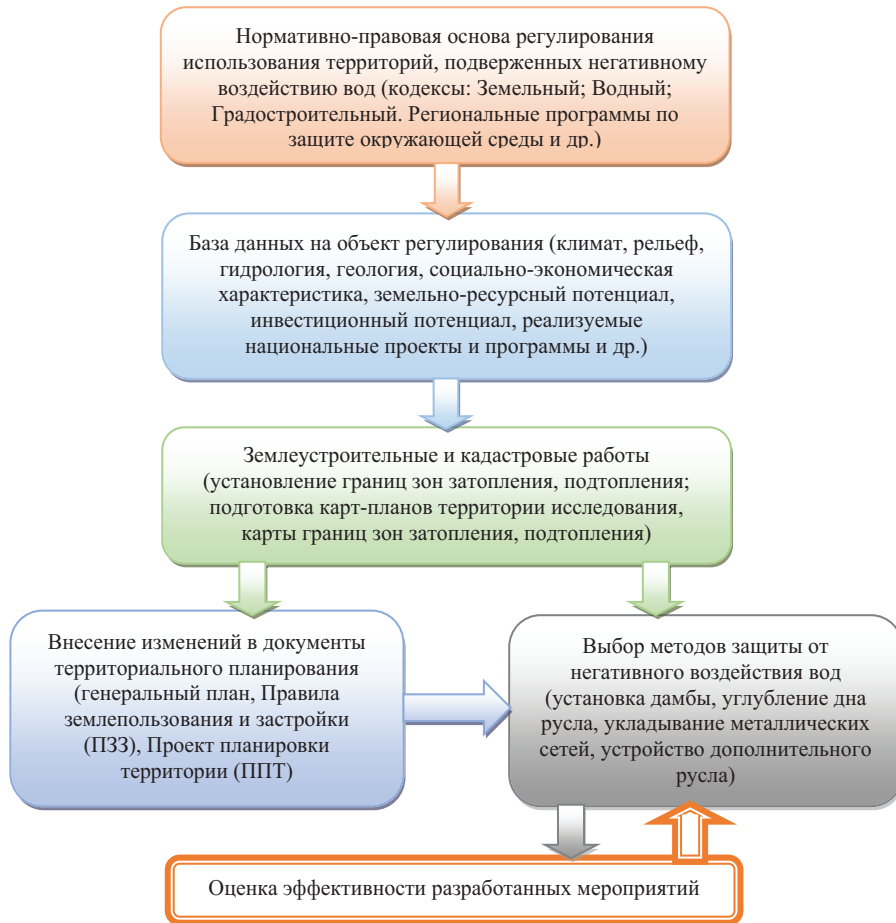 Нормативно-правовая основа регулирования
использования территорий, подверженных негативному
воздействию вод (кодексы: Земельный; Водный;
Градостроительный. Региональные программы по
защите окружающей среды и др.)
База данных на объект регулирования (климат, рельеф,
гидрология, геология, социально-экономическая
характеристика, земельно-ресурсный потенциал,
инвестиционный потенциал, реализуемые
национальные проекты и программы и др.)
Землеустроительные и кадастровые работы
(установление границ зон затопления, подтопления;
подготовка карт-планов территории исследования,
карты границ зон затопления, подтопления)
Внесение изменений в документы
территориального планирования
(генеральный план, Правила
землепользования и застройки
(ПЗЗ), Проект планировки
территории (ППТ)
Выбор методов защиты от
негативного воздействия вод
(установка дамбы, углубление дна
русла, укладывание металлических
сетей, устройство дополнительного
русла)
Оценка эффективности разработанных мероприятий